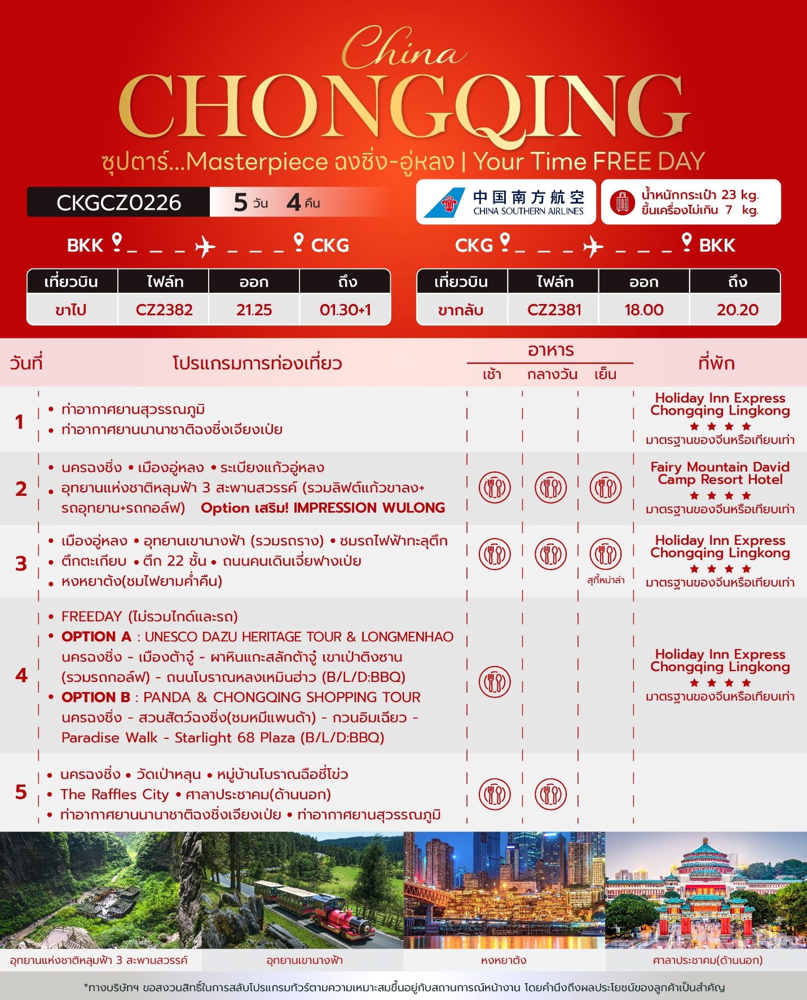 China
CHONGQING
ซุปตาร์...Masterpiece ฉงชิ่ง-อู่หลง | Your Time FREE DAY
CKGCZ0226 5 วัน 4 คืน
中国南方航空
CHINA SOUTHERN AIRLINES
น้ำหนักกระเป๋า 23 kg.
ขึ้นเครื่องไม่เกิน 7 kg.
BKK CKG
CKG BKK
เที่ยวบิน ไฟล์ท ออก ถึง
ขาไป CZ2382 21.25 01.30+1
เที่ยวบิน ไฟล์ท ออก ถึง
ขากลับ CZ2381 18.00 20.20
วันที่ โปรแกรมการท่องเที่ยว อาหาร ที่พัก
เช้า กลางวัน เย็น
1
• ท่าอากาศยานสุวรรณภูมิ
• ท่าอากาศยานนานาชาติฉงชิ่งเจียงเป่ย
Holiday Inn Express
Chongqing Lingkong
★ ★ ★ ★
มาตรฐานของจีนหรือเทียบเท่า
2
• นครฉงชิ่ง • เมืองอู่หลง • ระเบียงแก้วอู่หลง
• อุทยานแห่งชาติหลุมฟ้า 3 สะพานสวรรค์ (รวมลิฟต์แก้วขาลง+
รถอุทยาน+รถกอล์ฟ) Option เสริม! IMPRESSION WULONG
Fairy Mountain David
Camp Resort Hotel
★ ★ ★ ★
มาตรฐานของจีนหรือเทียบเท่า
3
• เมืองอู่หลง • อุทยานเขานางฟ้า (รวมรถราง) • ชมรถไฟฟ้าทะลุตึก
• ตึกตะเกียบ • ตึก 22 ชั้น • ถนนคนเดินเจี่ยฟางเป่ย
• หงหยาต้ง(ชมไฟยามค่ำคืน)
สุกี้หม่าล่า
Holiday Inn Express
Chongqing Lingkong
★ ★ ★ ★
มาตรฐานของจีนหรือเทียบเท่า
4
• FREEDAY (ไม่รวมไกด์และรถ)
• OPTION A : UNESCO DAZU HERITAGE TOUR & LONGMENHAO
นครฉงชิ่ง - เมืองต้าจู๋ - ผาหินแกะสลักต้าจู๋ เขาเป่าติงซาน
(รวมรถกอล์ฟ) - ถนนโบราณหลงเหมินฮ่าว (B/L/D:BBQ)
• OPTION B : PANDA & CHONGQING SHOPPING TOUR
นครฉงชิ่ง - สวนสัตว์ฉงชิ่ง(ชมหมีแพนด้า) - กวนอิมเฉียว -
Paradise Walk - Starlight 68 Plaza (B/L/D:BBQ)
Holiday Inn Express
Chongqing Lingkong
★ ★ ★ ★
มาตรฐานของจีนหรือเทียบเท่า
5
• นครฉงชิ่ง • วัดเป่าหลุน • หมู่บ้านโบราณฉือชี่โข่ว
• The Raffles City • ศาลาประชาคม(ด้านนอก)
• ท่าอากาศยานนานาชาติฉงชิ่งเจียงเป่ย • ท่าอากาศยานสุวรรณภูมิ
อุทยานแห่งชาติหลุมฟ้า 3 สะพานสวรรค์
อุทยานเขานางฟ้า
หงหยาต้ง
ศาลาประชาคม(ด้านนอก)
*ทางบริษัทฯ ขอสงวนสิทธิ์ในการสลับโปรแกรมทัวร์ตามความเหมาะสมขึ้นอยู่กับสถานการณ์หน้างาน โดยคำนึงถึงผลประโยชน์ของลูกค้าเป็นสำคัญ